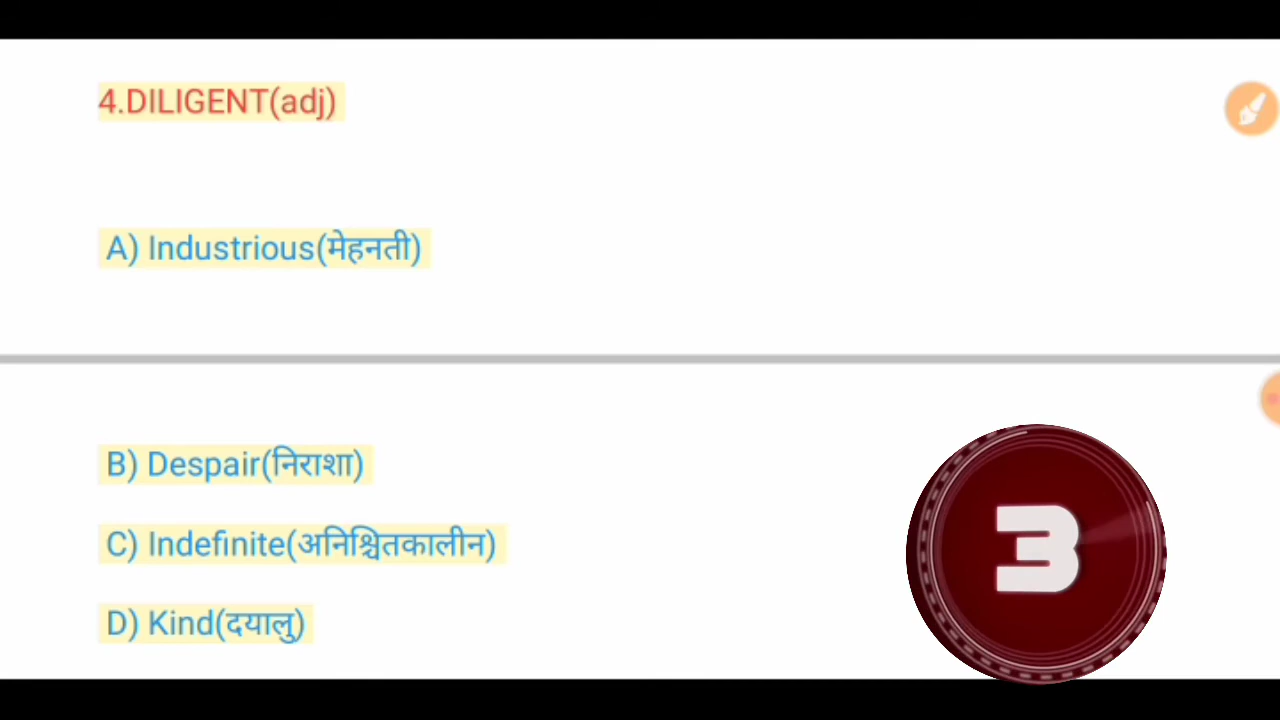 4.DILIGENT(adj)
A) Industrious(मेहनती)
B) Despair(निराशा)
C) Indefinite(अनिश्चितकालीन)
D) Kind(दयालु)
3